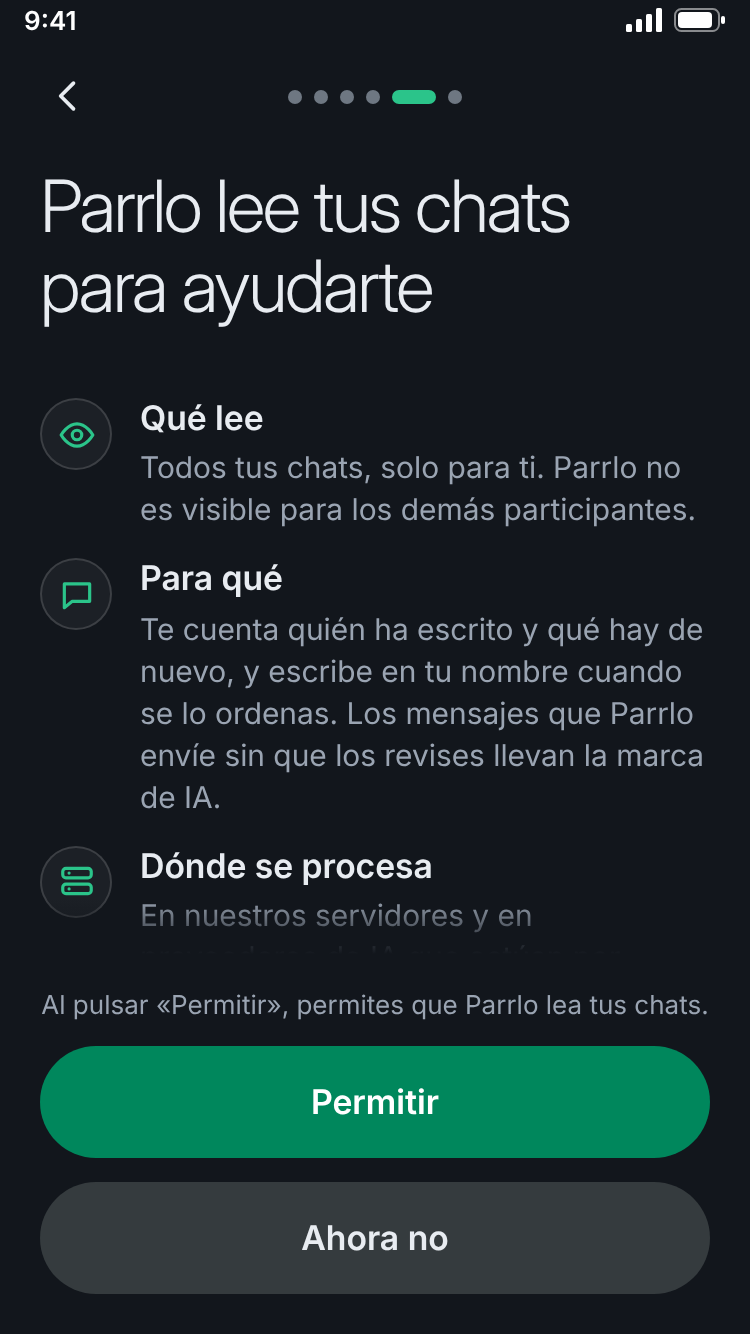 9:41
Parrlo lee tus chats
para ayudarte
Qué lee
Todos tus chats, solo para ti. Parrlo no
es visible para los demás participantes.
Para qué
Te cuenta quién ha escrito y qué hay de
nuevo, y escribe en tu nombre cuando
se lo ordenas. Los mensajes que Parrlo
envíe sin que los revises llevan la marca
de IA.
Dónde se procesa
En nuestros servidores y en
Al pulsar «Permitir», permites que Parrlo lea tus chats.
Permitir
Ahora no